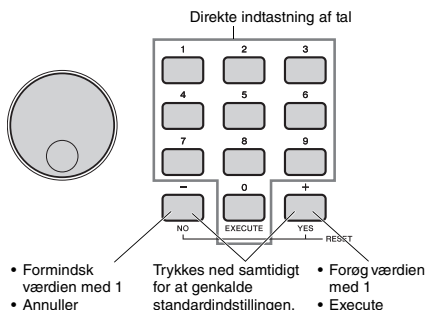 Direkte indtastning af tal
1 2 3
4 5 6
7 8 9
- 0 +
NO EXECUTE YES
RESET
• Formindsk
værdien med 1
• Annuller
Trykkes ned samtidigt
for at genkalde
standardindstillingen.
• Forøg værdien
med 1
• Execute